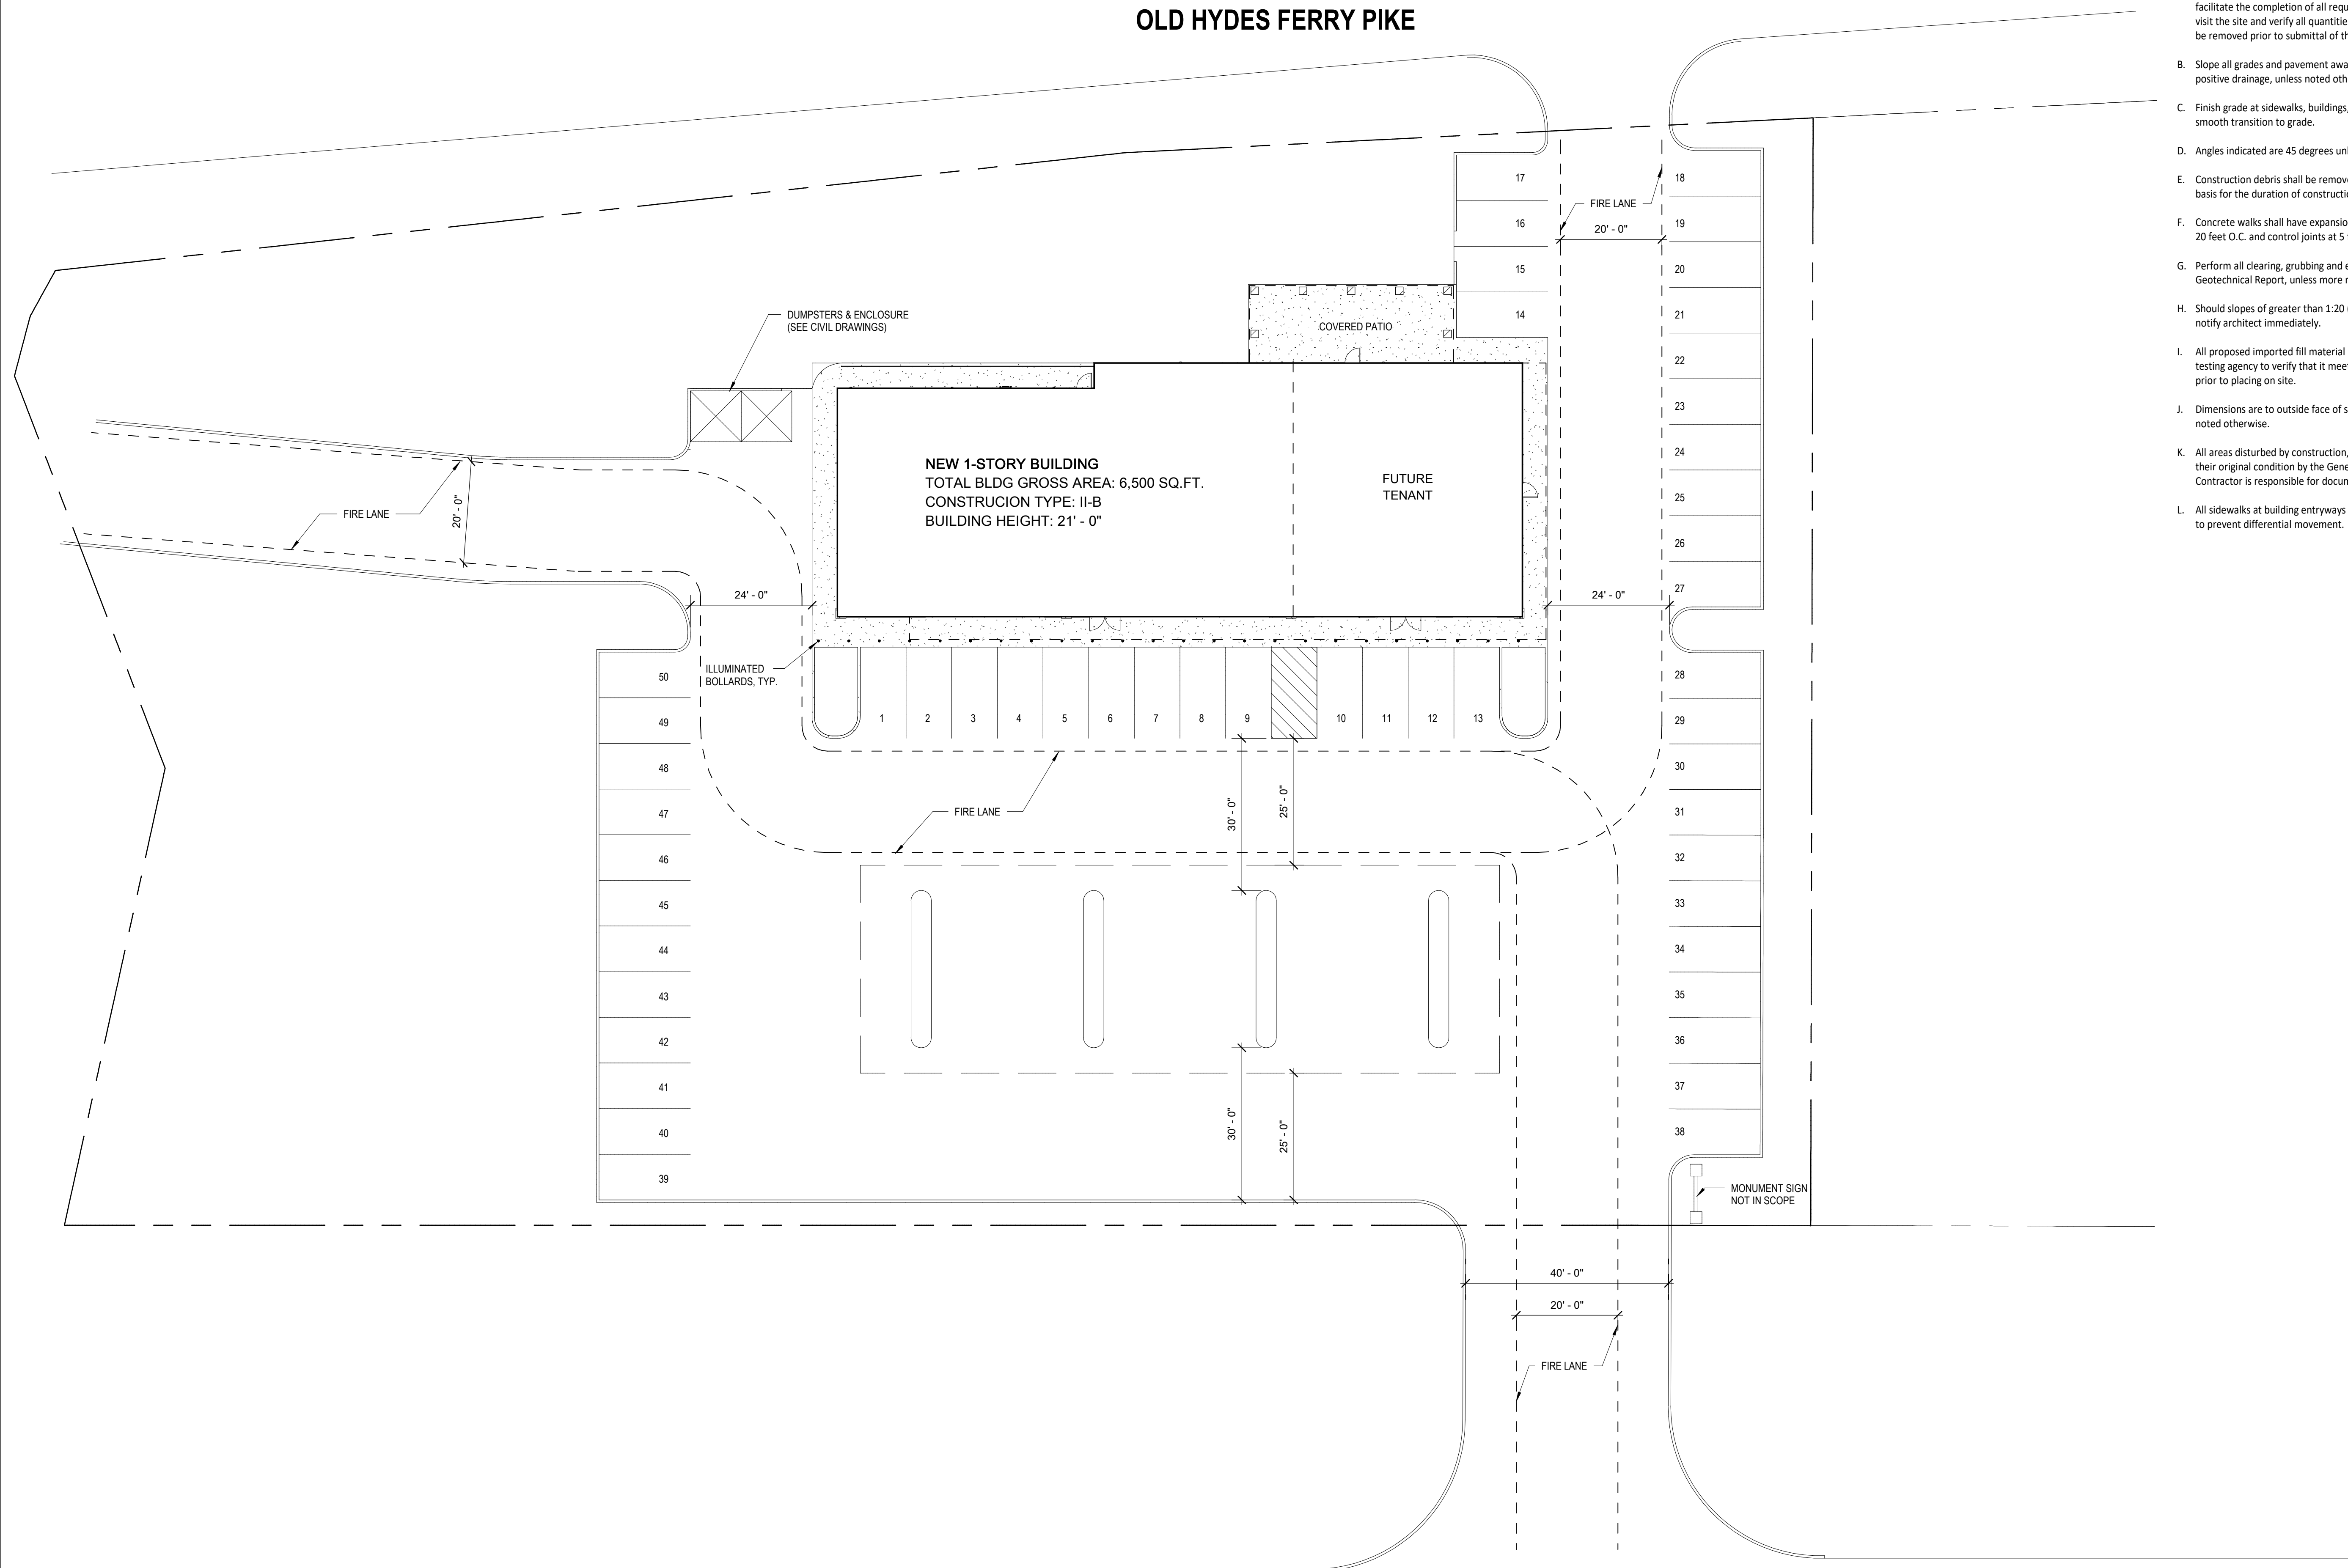 OLD HYDES FERRY PIKE
17
16
15
14
18
19
20
21
22
23
24
25
26
27
FIRE LANE
20' - 0"
DUMPSTERS & ENCLOSURE
(SEE CIVIL DRAWINGS)
COVERED PATIO
NEW 1-STORY BUILDING
TOTAL BLDG GROSS AREA: 6,500 SQ.FT.
CONSTRUCION TYPE: II-B
BUILDING HEIGHT: 21' - 0"
FUTURE
TENANT
FIRE LANE
20' - 0"
24' - 0"
24' - 0"
ILLUMINATED
BOLLARDS, TYP.
1
2
3
4
5
6
7
8
9
10
11
12
13
50
49
48
47
46
45
44
43
42
41
40
39
28
29
30
31
32
33
34
35
36
37
38
FIRE LANE
30' - 0"
25' - 0"
30' - 0"
25' - 0"
MONUMENT SIGN
NOT IN SCOPE
40' - 0"
20' - 0"
FIRE LANE
facilitate the completion of all
visit the site and verify all
be removed prior to submittal of
B. Slope all grades and pavement
positive drainage, unless noted
C. Finish grade at sidewalks, buildings,
smooth transition to grade.
D. Angles indicated are 45 degrees
E. Construction debris shall be
basis for the duration of
F. Concrete walks shall have
20 feet O.C. and control joints at 5
G. Perform all clearing, grubbing and
Geotechnical Report, unless more
H. Should slopes of greater than 1:20
notify architect immediately.
I. All proposed imported fill material
testing agency to verify that it
prior to placing on site.
J. Dimensions are to outside face of
noted otherwise.
K. All areas disturbed by construction,
their original condition by the
Contractor is responsible for
L. All sidewalks at building entryways
to prevent differential movement.